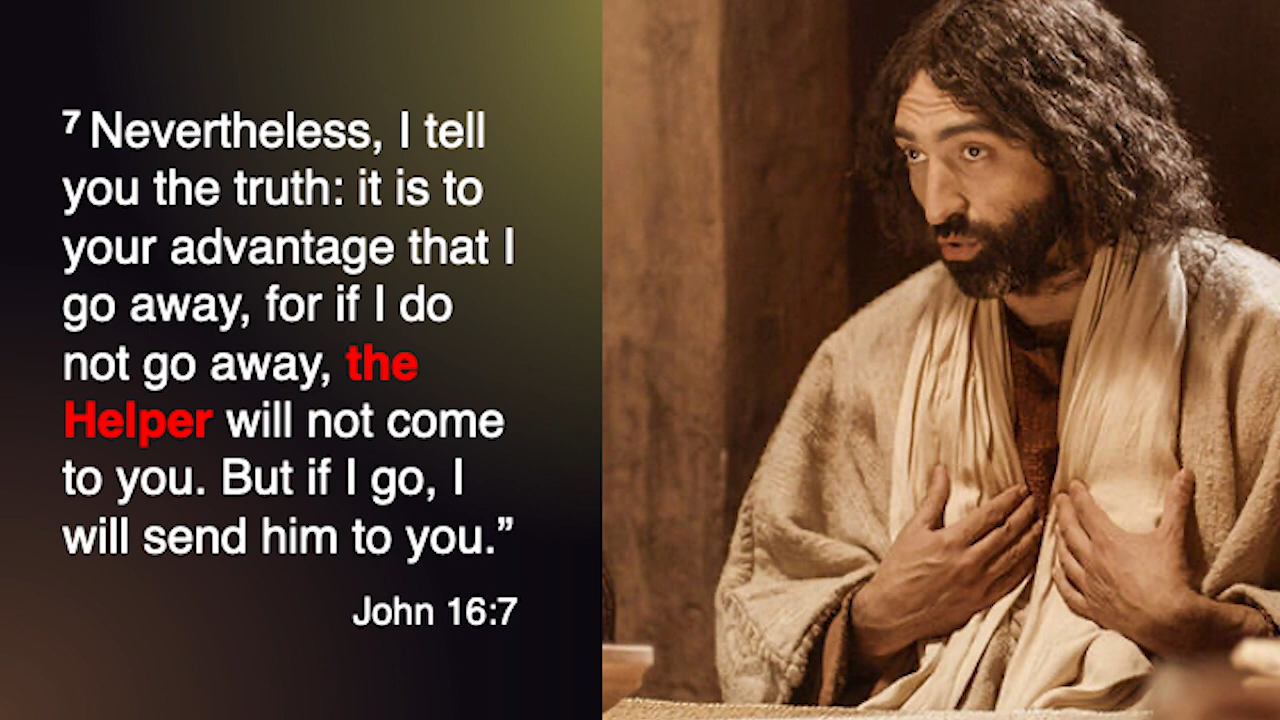 7 Nevertheless, I tell
you the truth: it is to
your advantage that I
go away, for if I do
not go away, the
Helper will not come
to you. But if I go, I
will send him to you.”
John 16:7